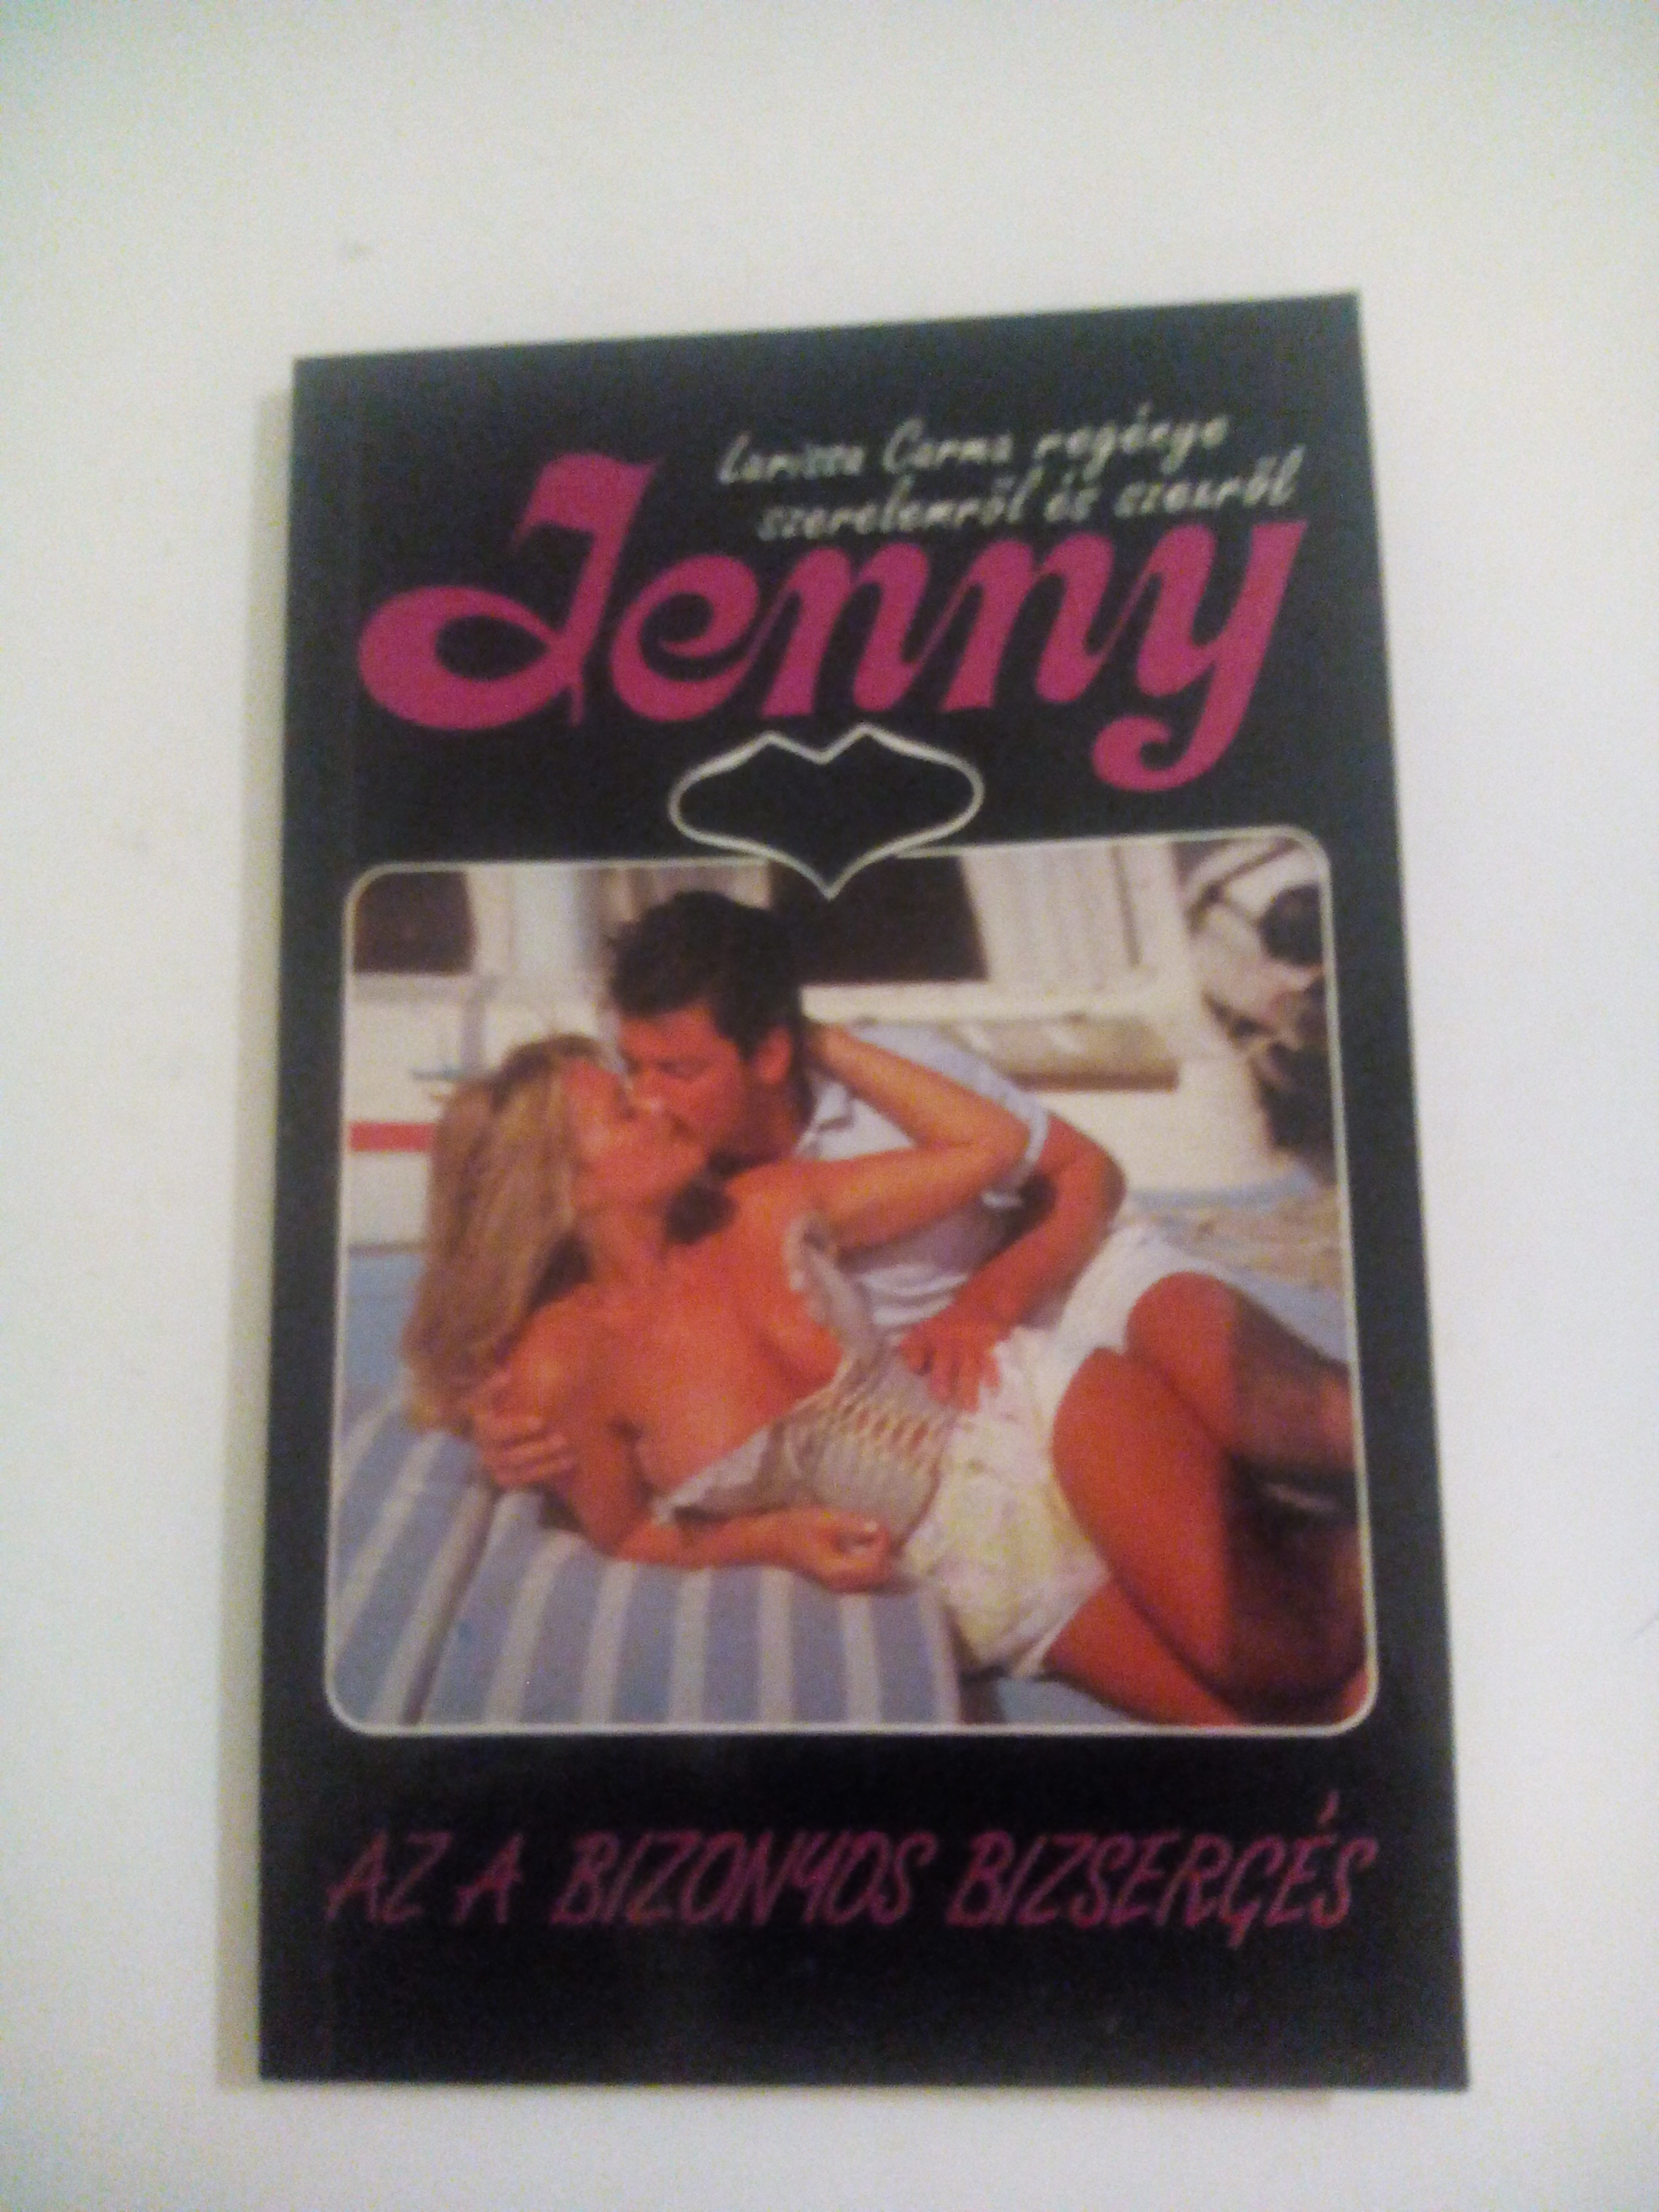 Larissa Carma regénye
szerelemről és szexről
Jenny
AZ A BIZONYOS BIZSERGÉS